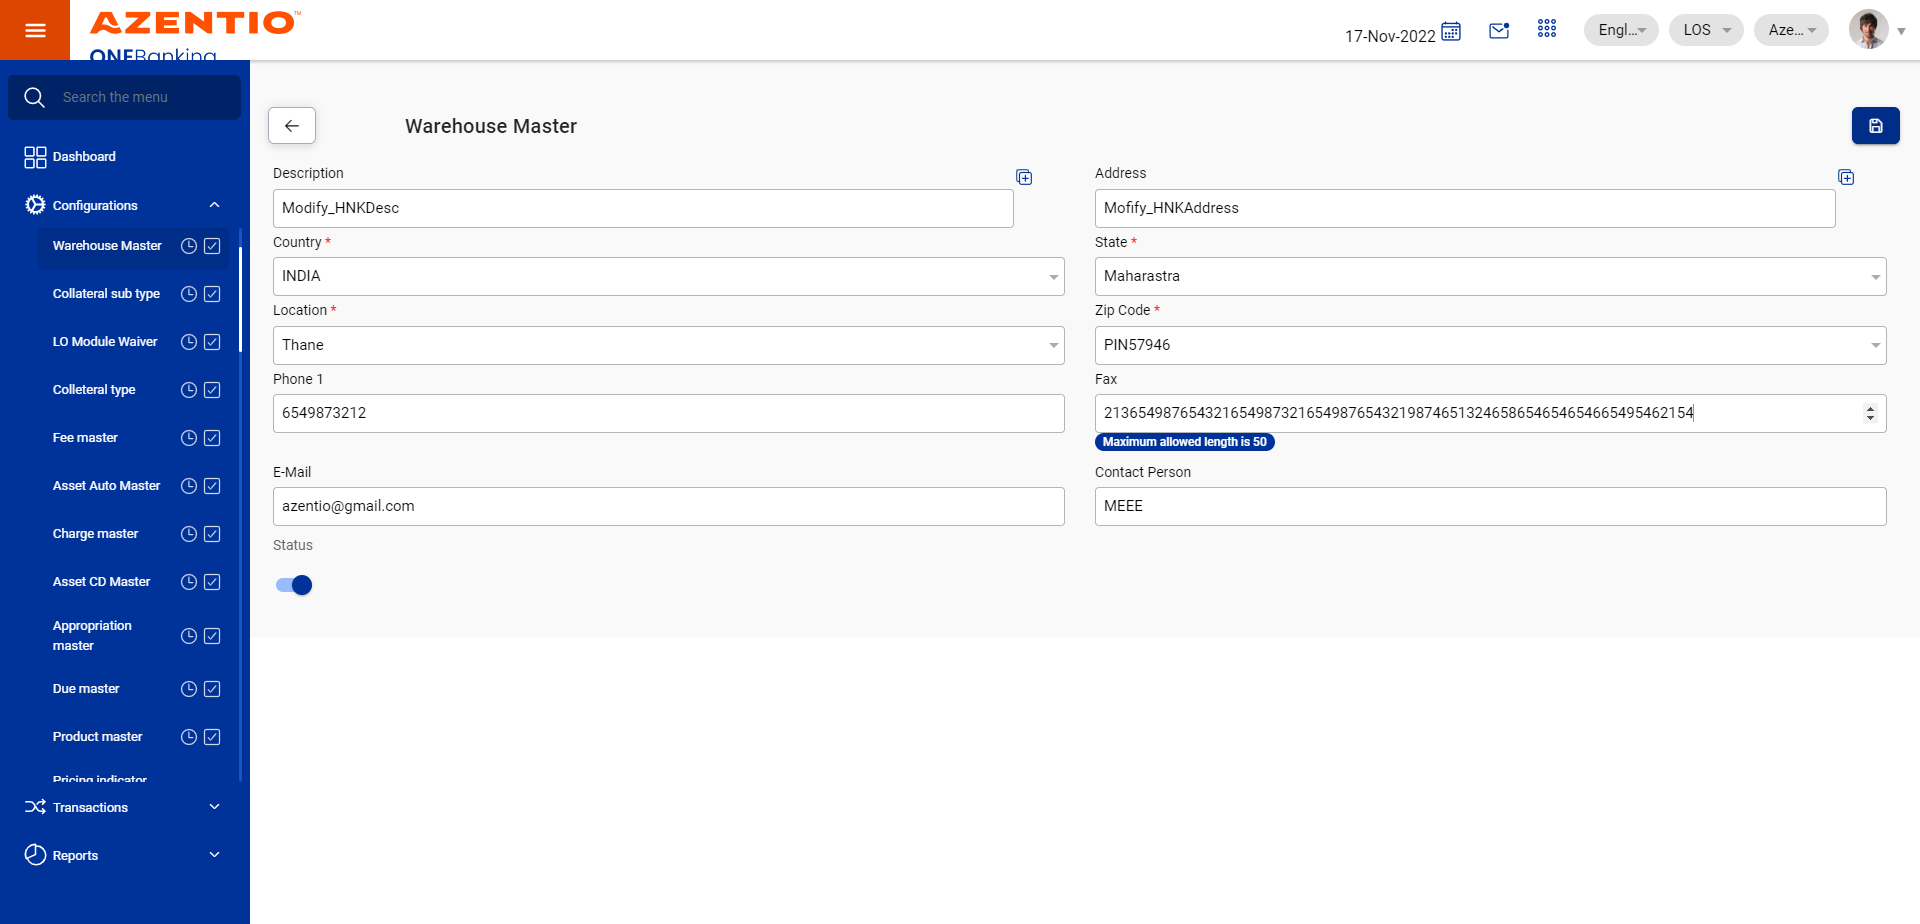 AZENTIO™
ONEBanking
17-Nov-2022
Engl...
LOS
Aze...
Search the menu
Dashboard
Configurations
Warehouse Master
Collateral sub type
LO Module Waiver
Colleteral type
Fee master
Asset Auto Master
Charge master
Asset CD Master
Appropriation
master
Due master
Product master
Pricing indicator
Transactions
Reports
Warehouse Master
Description
Modify_HNKDesc
Address
Mofify_HNKAddress
Country *
INDIA
State *
Maharastra
Location *
Thane
Zip Code *
PIN57946
Phone 1
6549873212
Fax
213654987654321654987321654987654321987465132465865465465466549546215​4
Maximum allowed length is 50
E-Mail
azentio@gmail.com
Contact Person
MEEE
Status